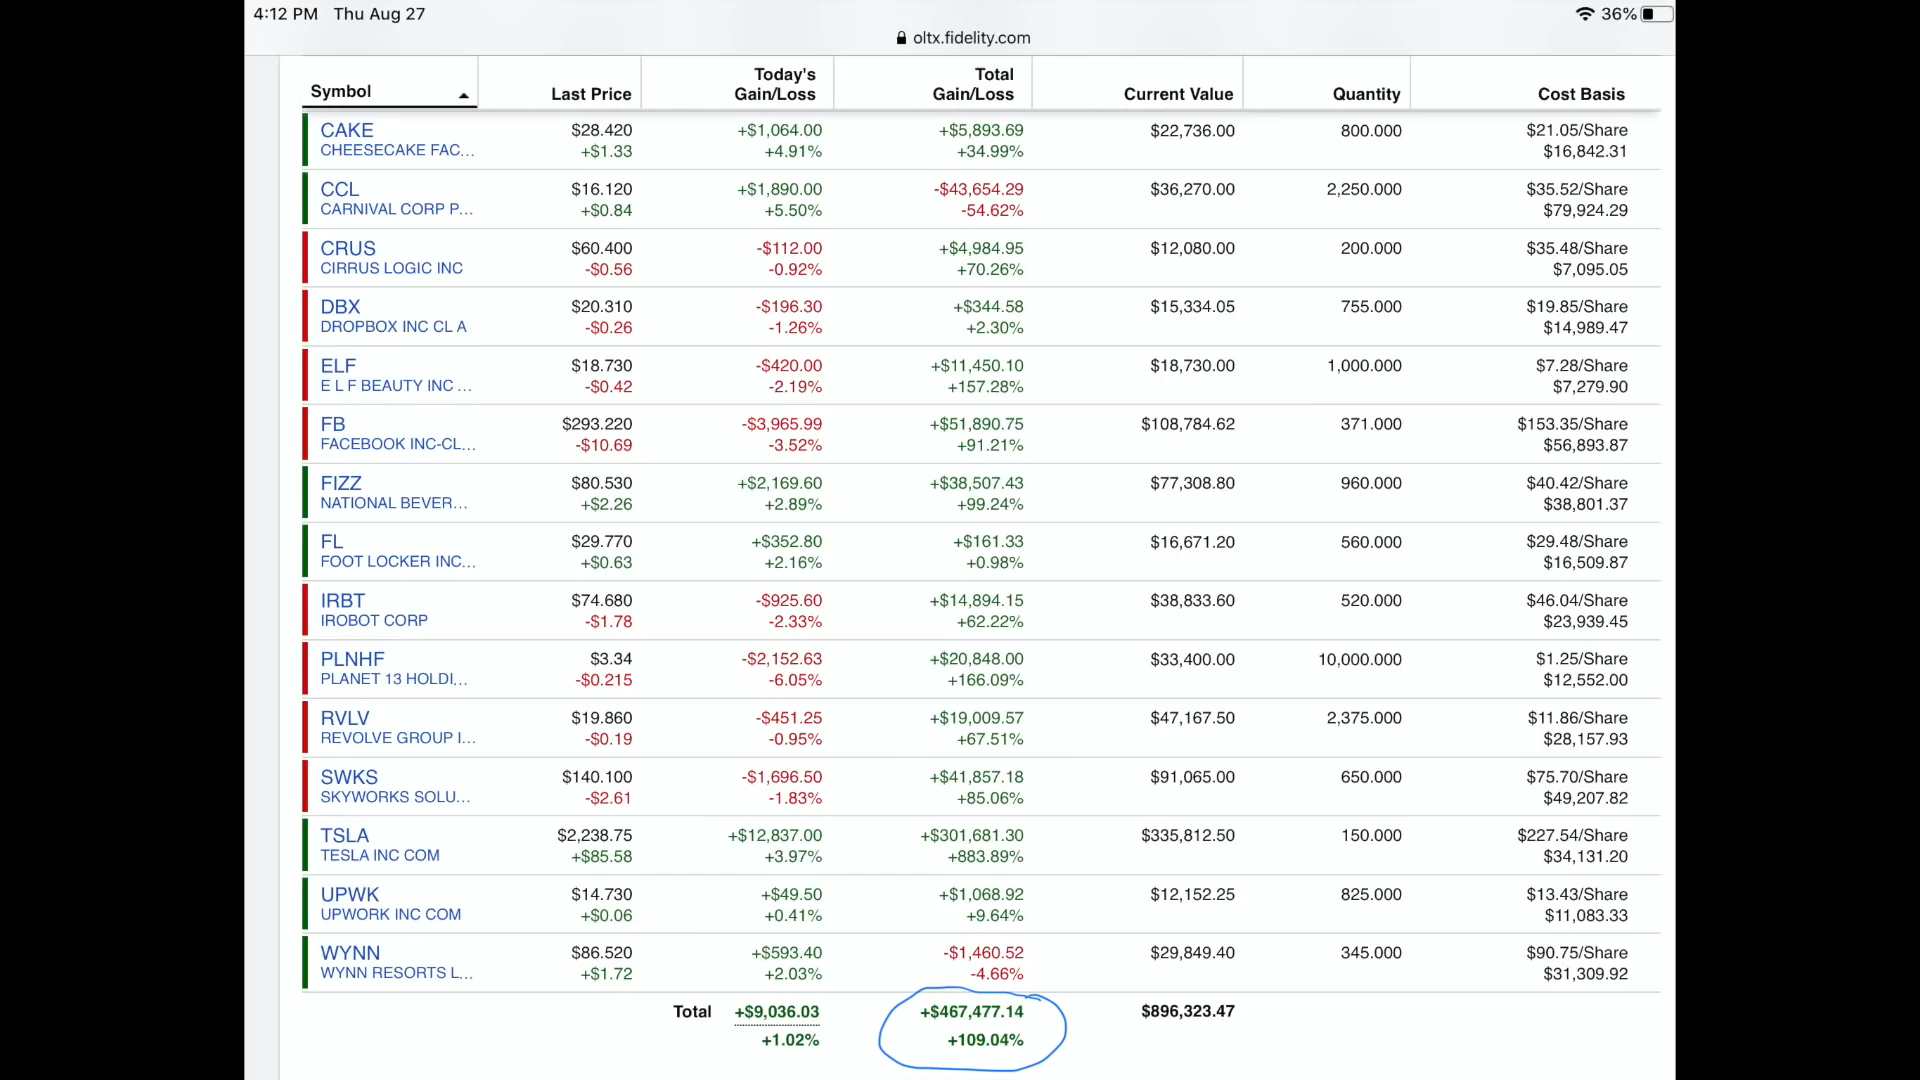 4:12 PM Thu Aug 27
36%
oltx.fidelity.com
Symbol Last Price Today's Gain/Loss Total Gain/Loss Current Value Quantity Cost Basis
CAKE $28.420 +$1,064.00 +$5,893.69 $22,736.00 800.000 $21.05/Share
CHEESECAKE FAC... +$1.33 +4.91% +34.99% $16,842.31
CCL $16.120 +$1,890.00 -$43,654.29 $36,270.00 2,250.000 $35.52/Share
CARNIVAL CORP P... +$0.84 +5.50% -54.62% $79,924.29
CRUS $60.400 -$112.00 +$4,984.95 $12,080.00 200.000 $35.48/Share
CIRRUS LOGIC INC -$0.56 -0.92% +70.26% $7,095.05
DBX $20.310 -$196.30 +$344.58 $15,334.05 755.000 $19.85/Share
DROPBOX INC CL A -$0.26 -1.26% +2.30% $14,989.47
ELF $18.730 -$420.00 +$11,450.10 $18,730.00 1,000.000 $7.28/Share
E L F BEAUTY INC ... -$0.42 -2.19% +157.28% $7,279.90
FB $293.220 -$3,965.99 +$51,890.75 $108,784.62 371.000 $153.35/Share
FACEBOOK INC-CL... -$10.69 -3.52% +91.21% $56,893.87
FIZZ $80.530 +$2,169.60 +$38,507.43 $77,308.80 960.000 $40.42/Share
NATIONAL BEVER... +$2.26 +2.89% +99.24% $38,801.37
FL $29.770 +$352.80 +$161.33 $16,671.20 560.000 $29.48/Share
FOOT LOCKER INC... +$0.63 +2.16% +0.98% $16,509.87
IRBT $74.680 -$925.60 +$14,894.15 $38,833.60 520.000 $46.04/Share
IROBOT CORP -$1.78 -2.33% +62.22% $23,939.45
PLNHF $3.34 -$2,152.63 +$20,848.00 $33,400.00 10,000.000 $1.25/Share
PLANET 13 HOLDI... -$0.215 -6.05% +166.09% $12,552.00
RVLV $19.860 -$451.25 +$19,009.57 $47,167.50 2,375.000 $11.86/Share
REVOLVE GROUP I... -$0.19 -0.95% +67.51% $28,157.93
SWKS $140.100 -$1,696.50 +$41,857.18 $91,065.00 650.000 $75.70/Share
SKYWORKS SOLU... -$2.61 -1.83% +85.06% $49,207.82
TSLA $2,238.75 +$12,837.00 +$301,681.30 $335,812.50 150.000 $227.54/Share
TESLA INC COM +$85.58 +3.97% +883.89% $34,131.20
UPWK $14.730 +$49.50 +$1,068.92 $12,152.25 825.000 $13.43/Share
UPWORK INC COM +$0.06 +0.41% +9.64% $11,083.33
WYNN $86.520 +$593.40 -$1,460.52 $29,849.40 345.000 $90.75/Share
WYNN RESORTS L... +$1.72 +2.03% -4.66% $31,309.92
Total +$9,036.03 +$467,477.14 $896,323.47
+1.02% +109.04%